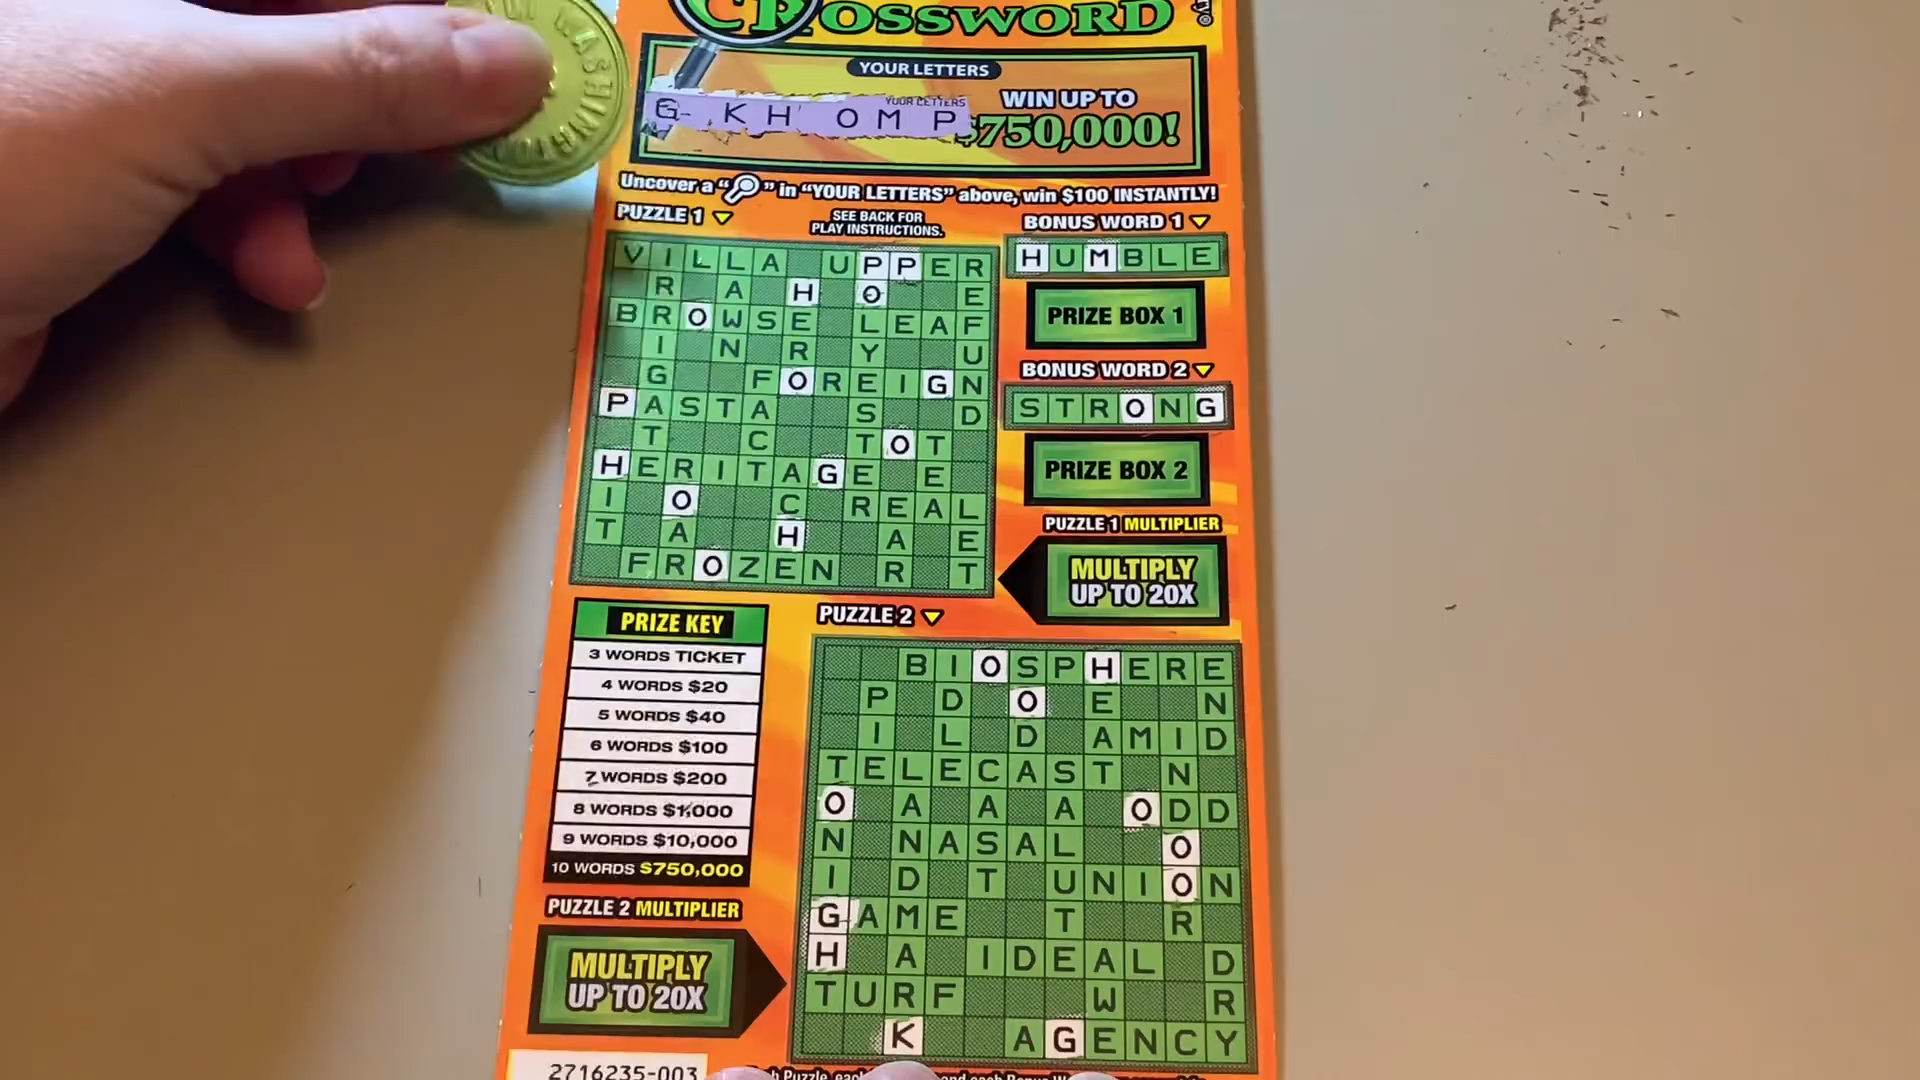 CROSSWORD
YOUR LETTERS
YOUR LETTERS
G K H O M P
WIN UP TO
$750,000!
Uncover a " " in "YOUR LETTERS" above, win $100 INSTANTLY!
PUZZLE 1
SEE BACK FOR
PLAY INSTRUCTIONS.
BONUS WORD 1
HUMBLE
PRIZE BOX 1
BONUS WORD 2
STRONG
PRIZE BOX 2
PUZZLE 1 MULTIPLIER
MULTIPLY
UP TO 20X
V I L L A U P P E R
R A H O E
B R O W S E L E A F
I N R Y U
G F O R E I G N
P A S T A S D
T C T O T
H E R I T A G E E
I O C R E A L
T A H A E
F R O Z E N R T
PRIZE KEY
3 WORDS TICKET
4 WORDS $20
5 WORDS $40
6 WORDS $100
7 WORDS $200
8 WORDS $1,000
9 WORDS $10,000
10 WORDS $750,000
PUZZLE 2 MULTIPLIER
MULTIPLY
UP TO 20X
PUZZLE 2
B I O S P H E R E
P D O E N
I L D A M I D
T E L E C A S T N
O A A A O D D
N N A S A L O
I D T U N I O N
G A M E T R
H A I D E A L D
T U R F W R
K A G E N C Y
2716235-003